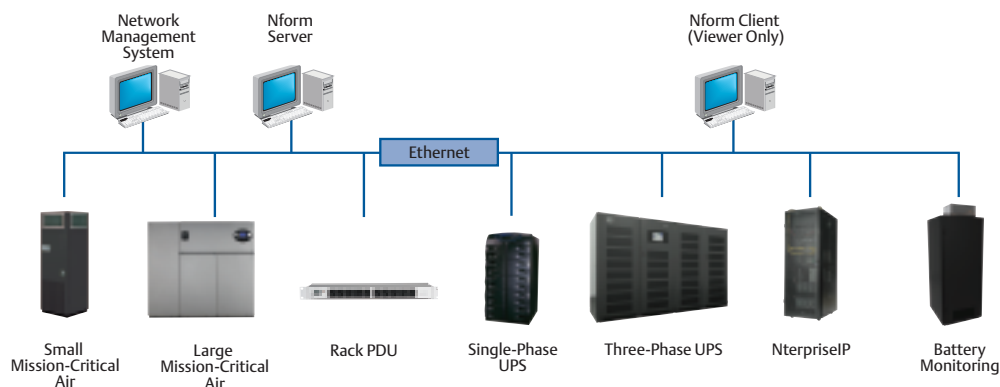 Network
Management
System
Nform
Server
Nform Client
(Viewer Only)
Ethernet
Small
Mission-Critical
Air
Large
Mission-Critical
Air
Rack PDU
Single-Phase
UPS
Three-Phase UPS
NterpriseIP
Battery
Monitoring